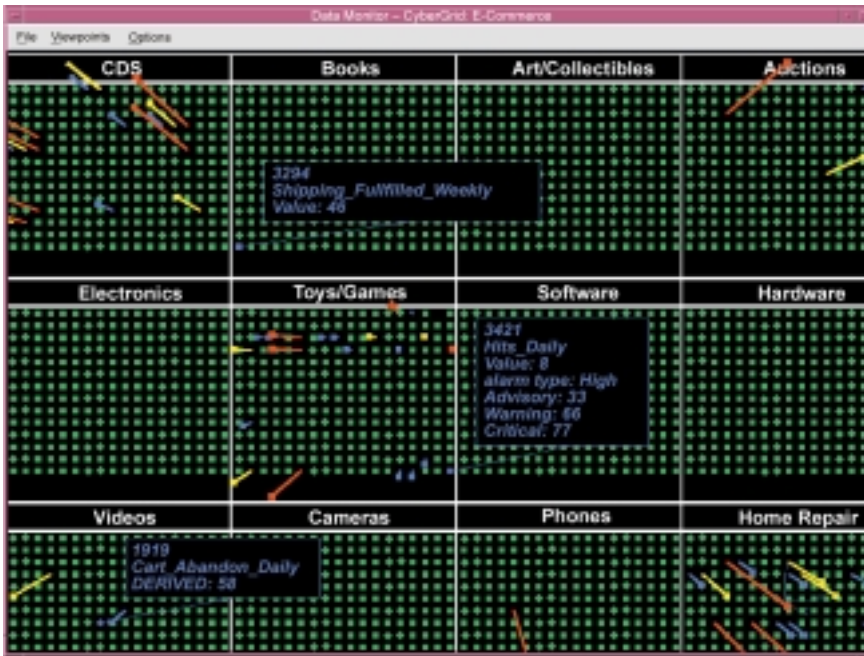 Data Monitor – CyberGrid: E-Commerce
File Viewpoints Options
CDS Books Art/Collectibles Auctions
3294
Shipping_Fullfilled_Weekly
Value: 46
Electronics Toys/Games Software Hardware
3421
Hits_Daily
Value: 8
alarm type: High
Advisory: 33
Warning: 66
Critical: 77
Videos Cameras Phones Home Repair
1919
Cart_Abandon_Daily
DERIVED: 58